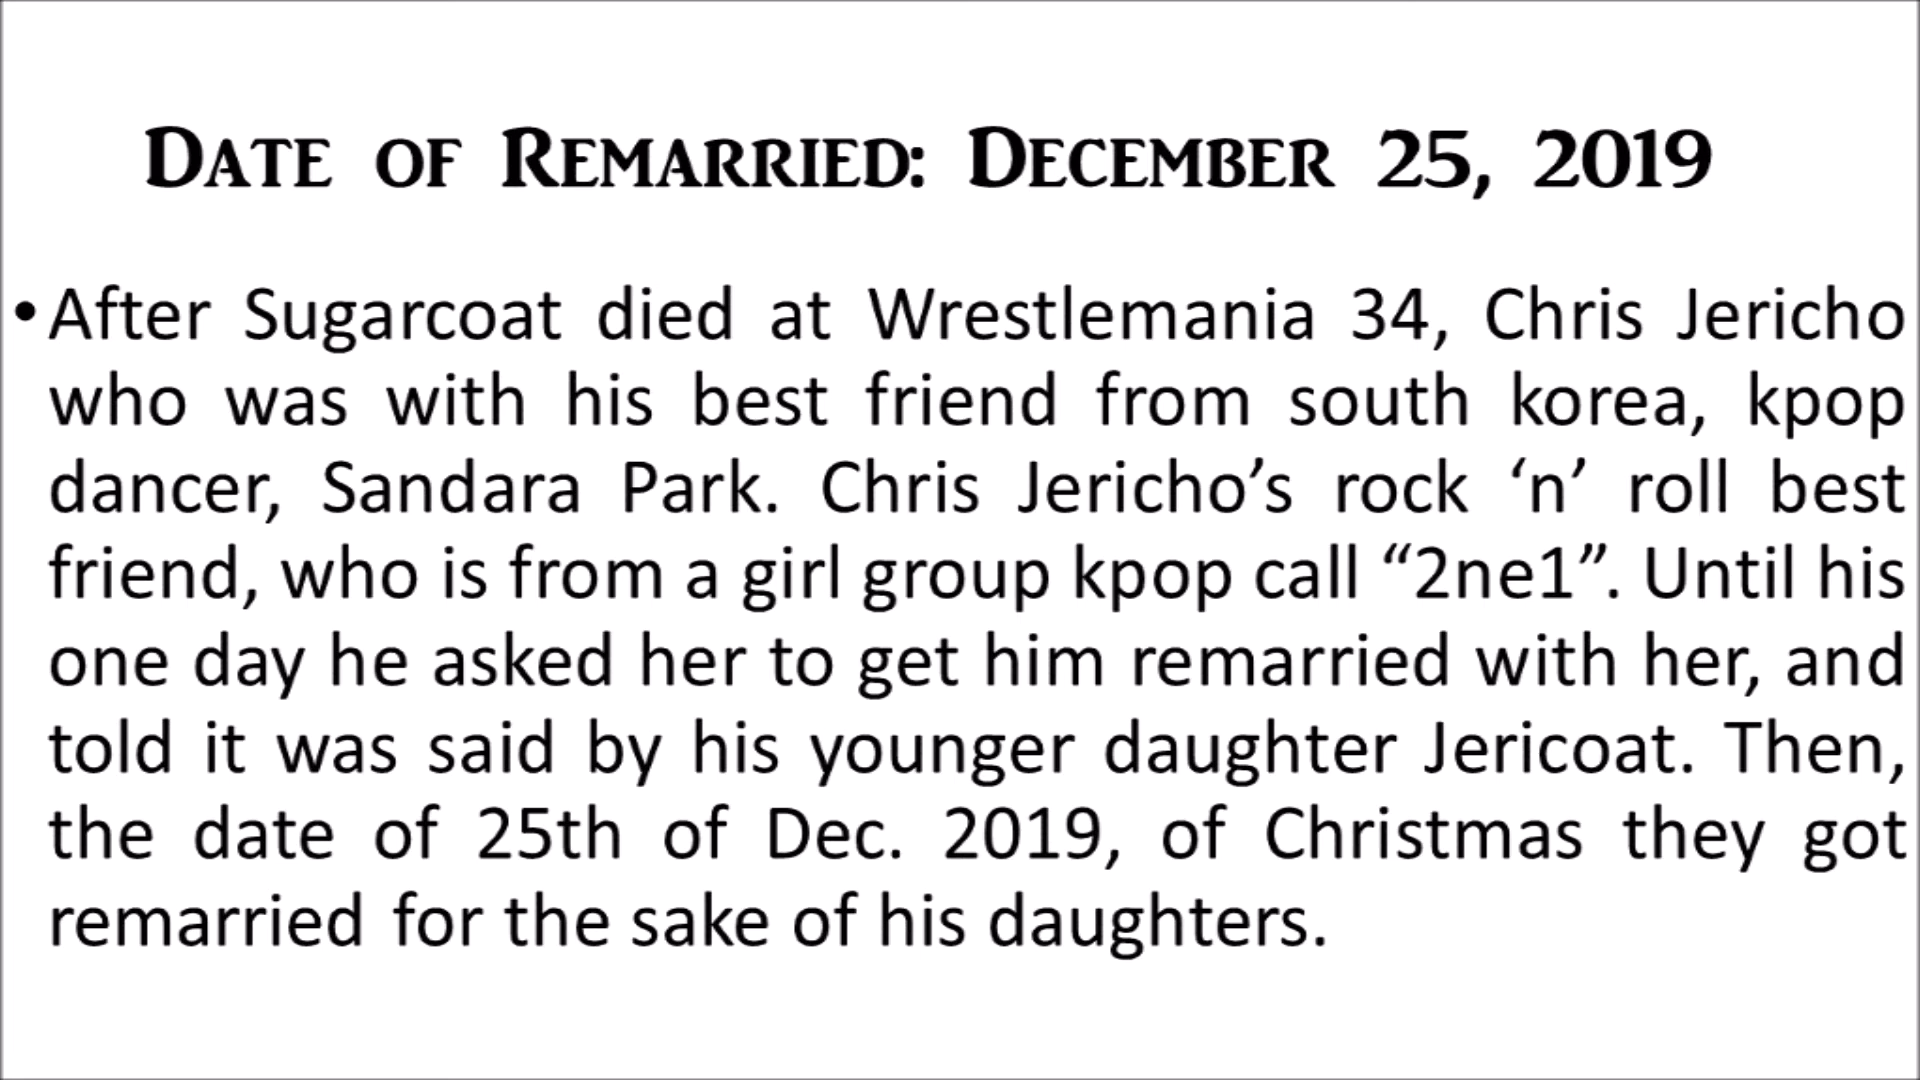 Date of Remarried: December 25, 2019
•After Sugarcoat died at Wrestlemania 34, Chris Jericho
who was with his best friend from south korea, kpop
dancer, Sandara Park. Chris Jericho’s rock ‘n’ roll best
friend, who is from a girl group kpop call “2ne1”. Until his
one day he asked her to get him remarried with her, and
told it was said by his younger daughter Jericoat. Then,
the date of 25th of Dec. 2019, of Christmas they got
remarried for the sake of his daughters.